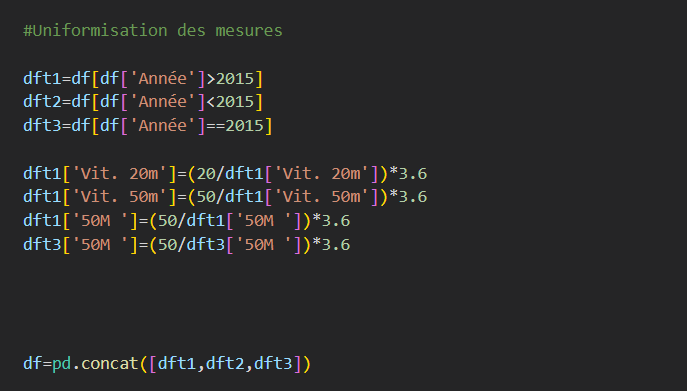 #Uniformisation des mesures
dft1=df[df['Année']>2015]
dft2=df[df['Année']<2015]
dft3=df[df['Année']==2015]
dft1['Vit. 20m']=(20/dft1['Vit. 20m'])*3.6
dft1['Vit. 50m']=(50/dft1['Vit. 50m'])*3.6
dft1['50M ']=(50/dft1['50M '])*3.6
dft3['50M ']=(50/dft3['50M '])*3.6
df=pd.concat([dft1,dft2,dft3])